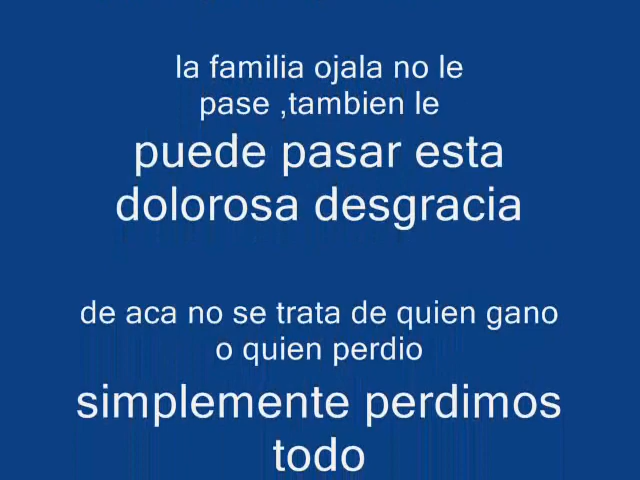 la familia ojala no le
pase ,tambien le
puede pasar esta
dolorosa desgracia
de aca no se trata de quien gano
o quien perdio
simplemente perdimos
todo